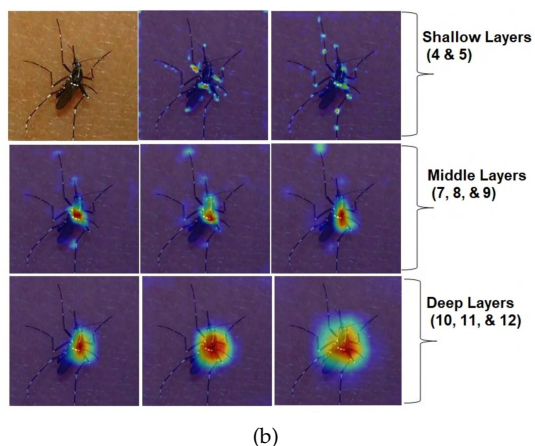 Shallow Layers
(4 & 5)
Middle Layers
(7, 8, & 9)
Deep Layers
(10, 11, & 12)
(b)